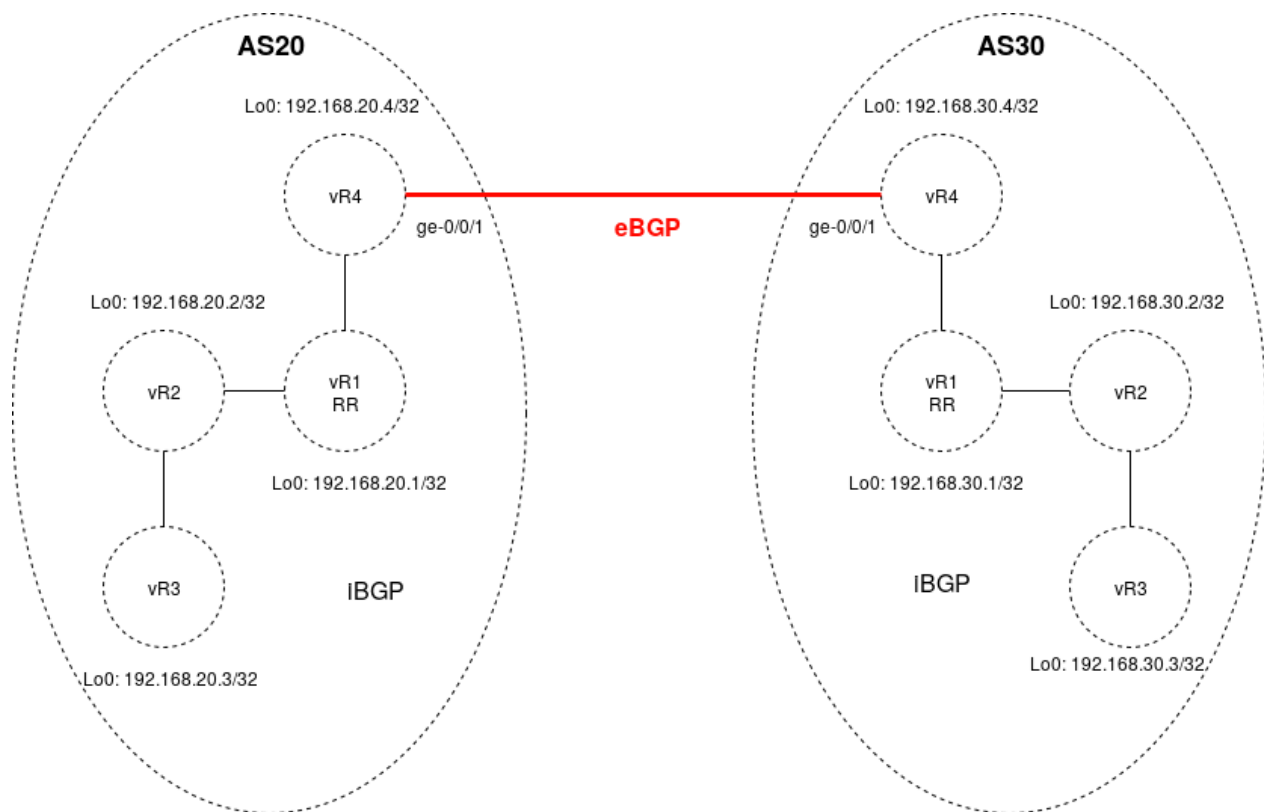 AS20
AS30
Lo0: 192.168.20.4/32
Lo0: 192.168.30.4/32
vR4
vR4
ge-0/0/1
eBGP
ge-0/0/1
Lo0: 192.168.20.2/32
Lo0: 192.168.30.2/32
vR2
vR1
RR
vR1
RR
vR2
Lo0: 192.168.20.1/32
Lo0: 192.168.30.1/32
vR3
iBGP
iBGP
vR3
Lo0: 192.168.20.3/32
Lo0: 192.168.30.3/32